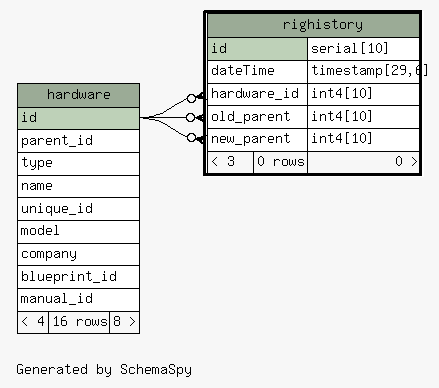 righistory
id serial[10]
dateTime timestamp[29,6]
hardware_id int4[10]
old_parent int4[10]
new_parent int4[10]
< 3 0 rows 0 >
hardware
id
parent_id
type
name
unique_id
model
company
blueprint_id
manual_id
< 4 16 rows 8 >
Generated by SchemaSpy